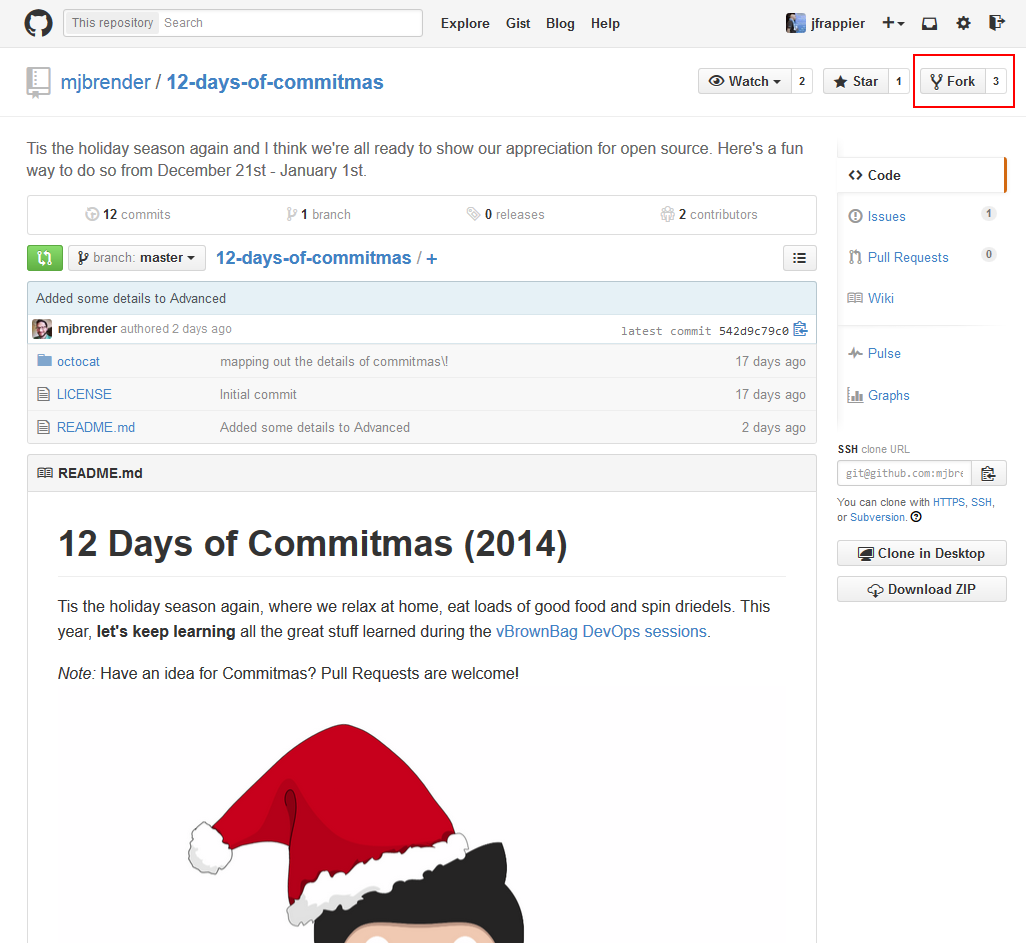 This repository Search Explore Gist Blog Help jfrappier
mjbrender / 12-days-of-commitmas Watch 2 Star 1 Fork 3
Tis the holiday season again and I think we're all ready to show our appreciation for open source. Here's a fun
way to do so from December 21st - January 1st.
12 commits 1 branch 0 releases 2 contributors
branch: master 12-days-of-commitmas / +
Added some details to Advanced
mjbrender authored 2 days ago latest commit 542d9c79c0
octocat mapping out the details of commitmas\! 17 days ago
LICENSE Initial commit 17 days ago
README.md Added some details to Advanced 2 days ago
README.md
12 Days of Commitmas (2014)
Tis the holiday season again, where we relax at home, eat loads of good food and spin driedels. This
year, let's keep learning all the great stuff learned during the vBrownBag DevOps sessions.
Note: Have an idea for Commitmas? Pull Requests are welcome!
Code
Issues 1
Pull Requests 0
Wiki
Pulse
Graphs
SSH clone URL
git@github.com:mjbre
You can clone with HTTPS, SSH,
or Subversion.
Clone in Desktop
Download ZIP